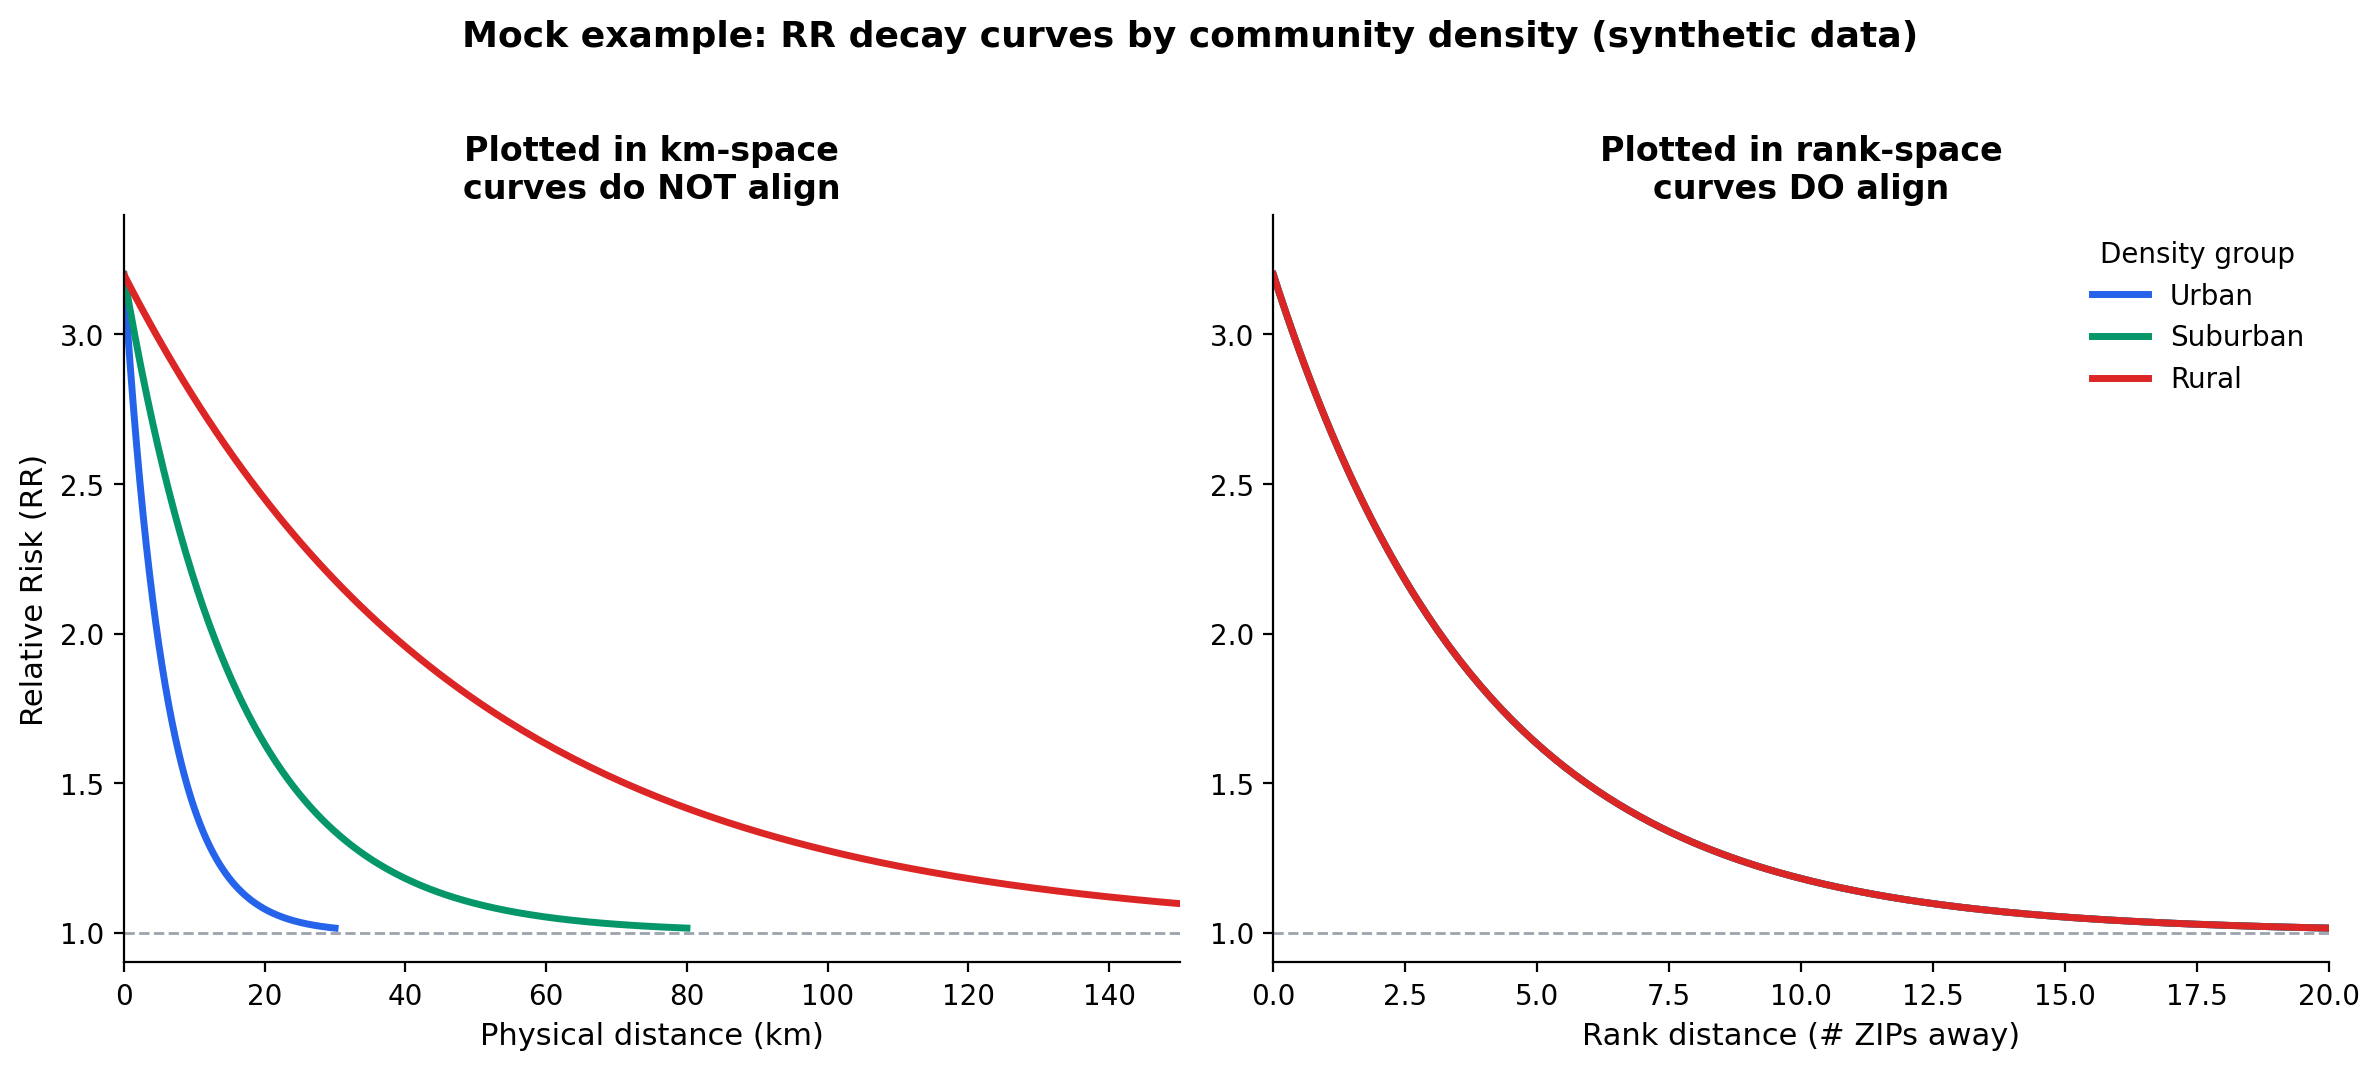 Mock example: RR decay curves by community density (synthetic data)
Plotted in km-space
curves do NOT align
Relative Risk (RR)
3.0
2.5
2.0
1.5
1.0
0 20 40 60 80 100 120 140
Physical distance (km)
Plotted in rank-space
curves DO align
Density group
Urban
Suburban
Rural
3.0
2.5
2.0
1.5
1.0
0.0 2.5 5.0 7.5 10.0 12.5 15.0 17.5 20.0
Rank distance (# ZIPs away)